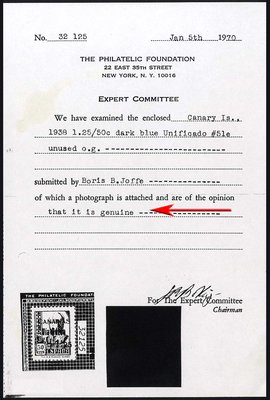 No. 32 125 Jan 5th 1970
THE PHILATELIC FOUNDATION
22 EAST 35TH STREET
NEW YORK, N. Y. 10016
EXPERT COMMITTEE
We have examined the enclosed Canary Is.,
1938 1.25/50c dark blue Unificado #51e
unused o.g.
submitted by Boris B.Joffe
of which a photograph is attached and are of the opinion
that it is genuine
For The Expert Committee
Chairman
THE PHILATELIC FOUNDAT
CANARIAS
32125